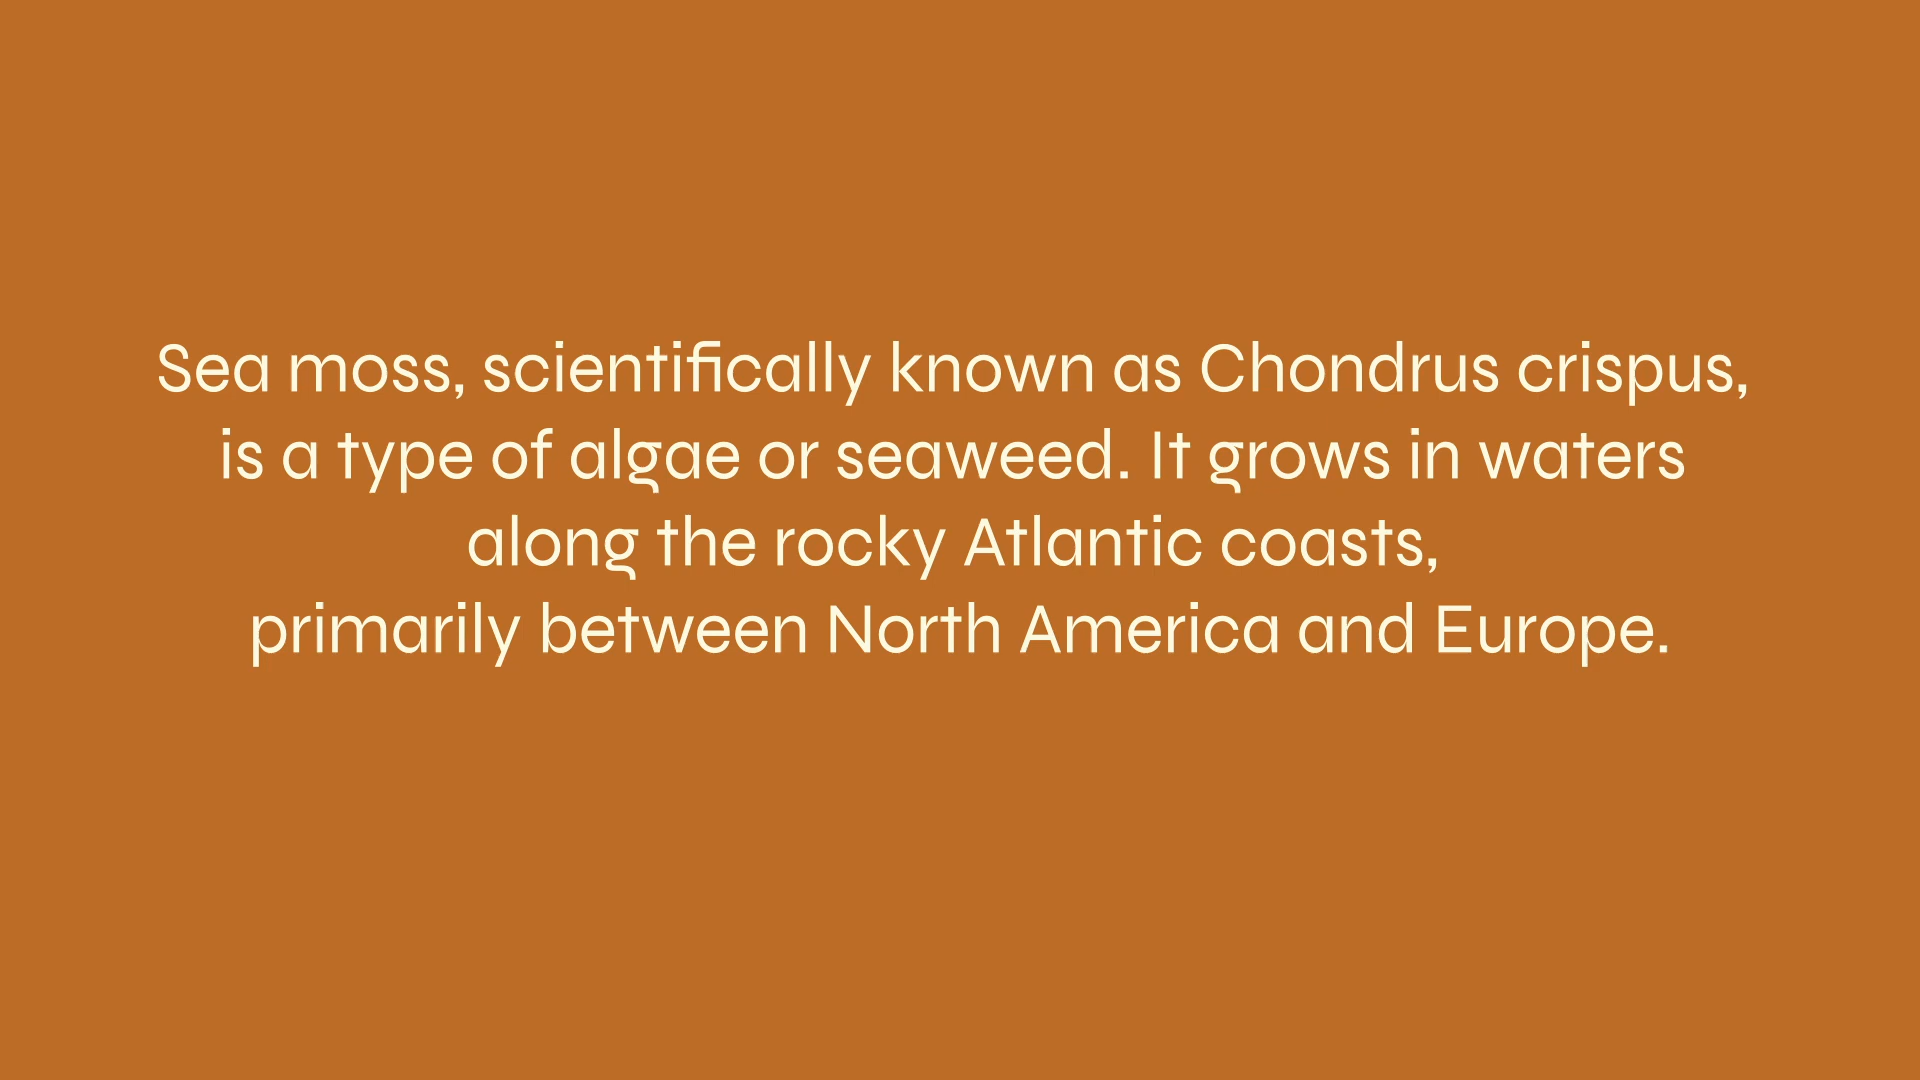 Sea moss, scientifically known as Chondrus crispus,
is a type of algae or seaweed. It grows in waters
along the rocky Atlantic coasts,
primarily between North America and Europe.